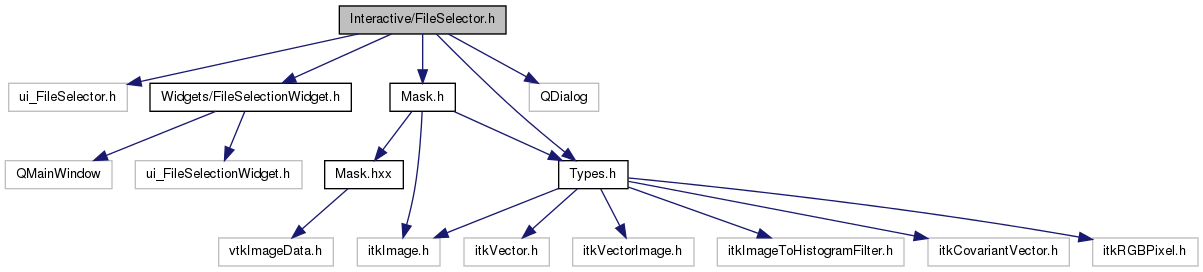 Interactive/FileSelector.h
ui_FileSelector.h
Widgets/FileSelectionWidget.h
Mask.h
QDialog
QMainWindow
ui_FileSelectionWidget.h
Mask.hxx
Types.h
vtkImageData.h
itkImage.h
itkVector.h
itkVectorImage.h
itkImageToHistogramFilter.h
itkCovariantVector.h
itkRGBPixel.h